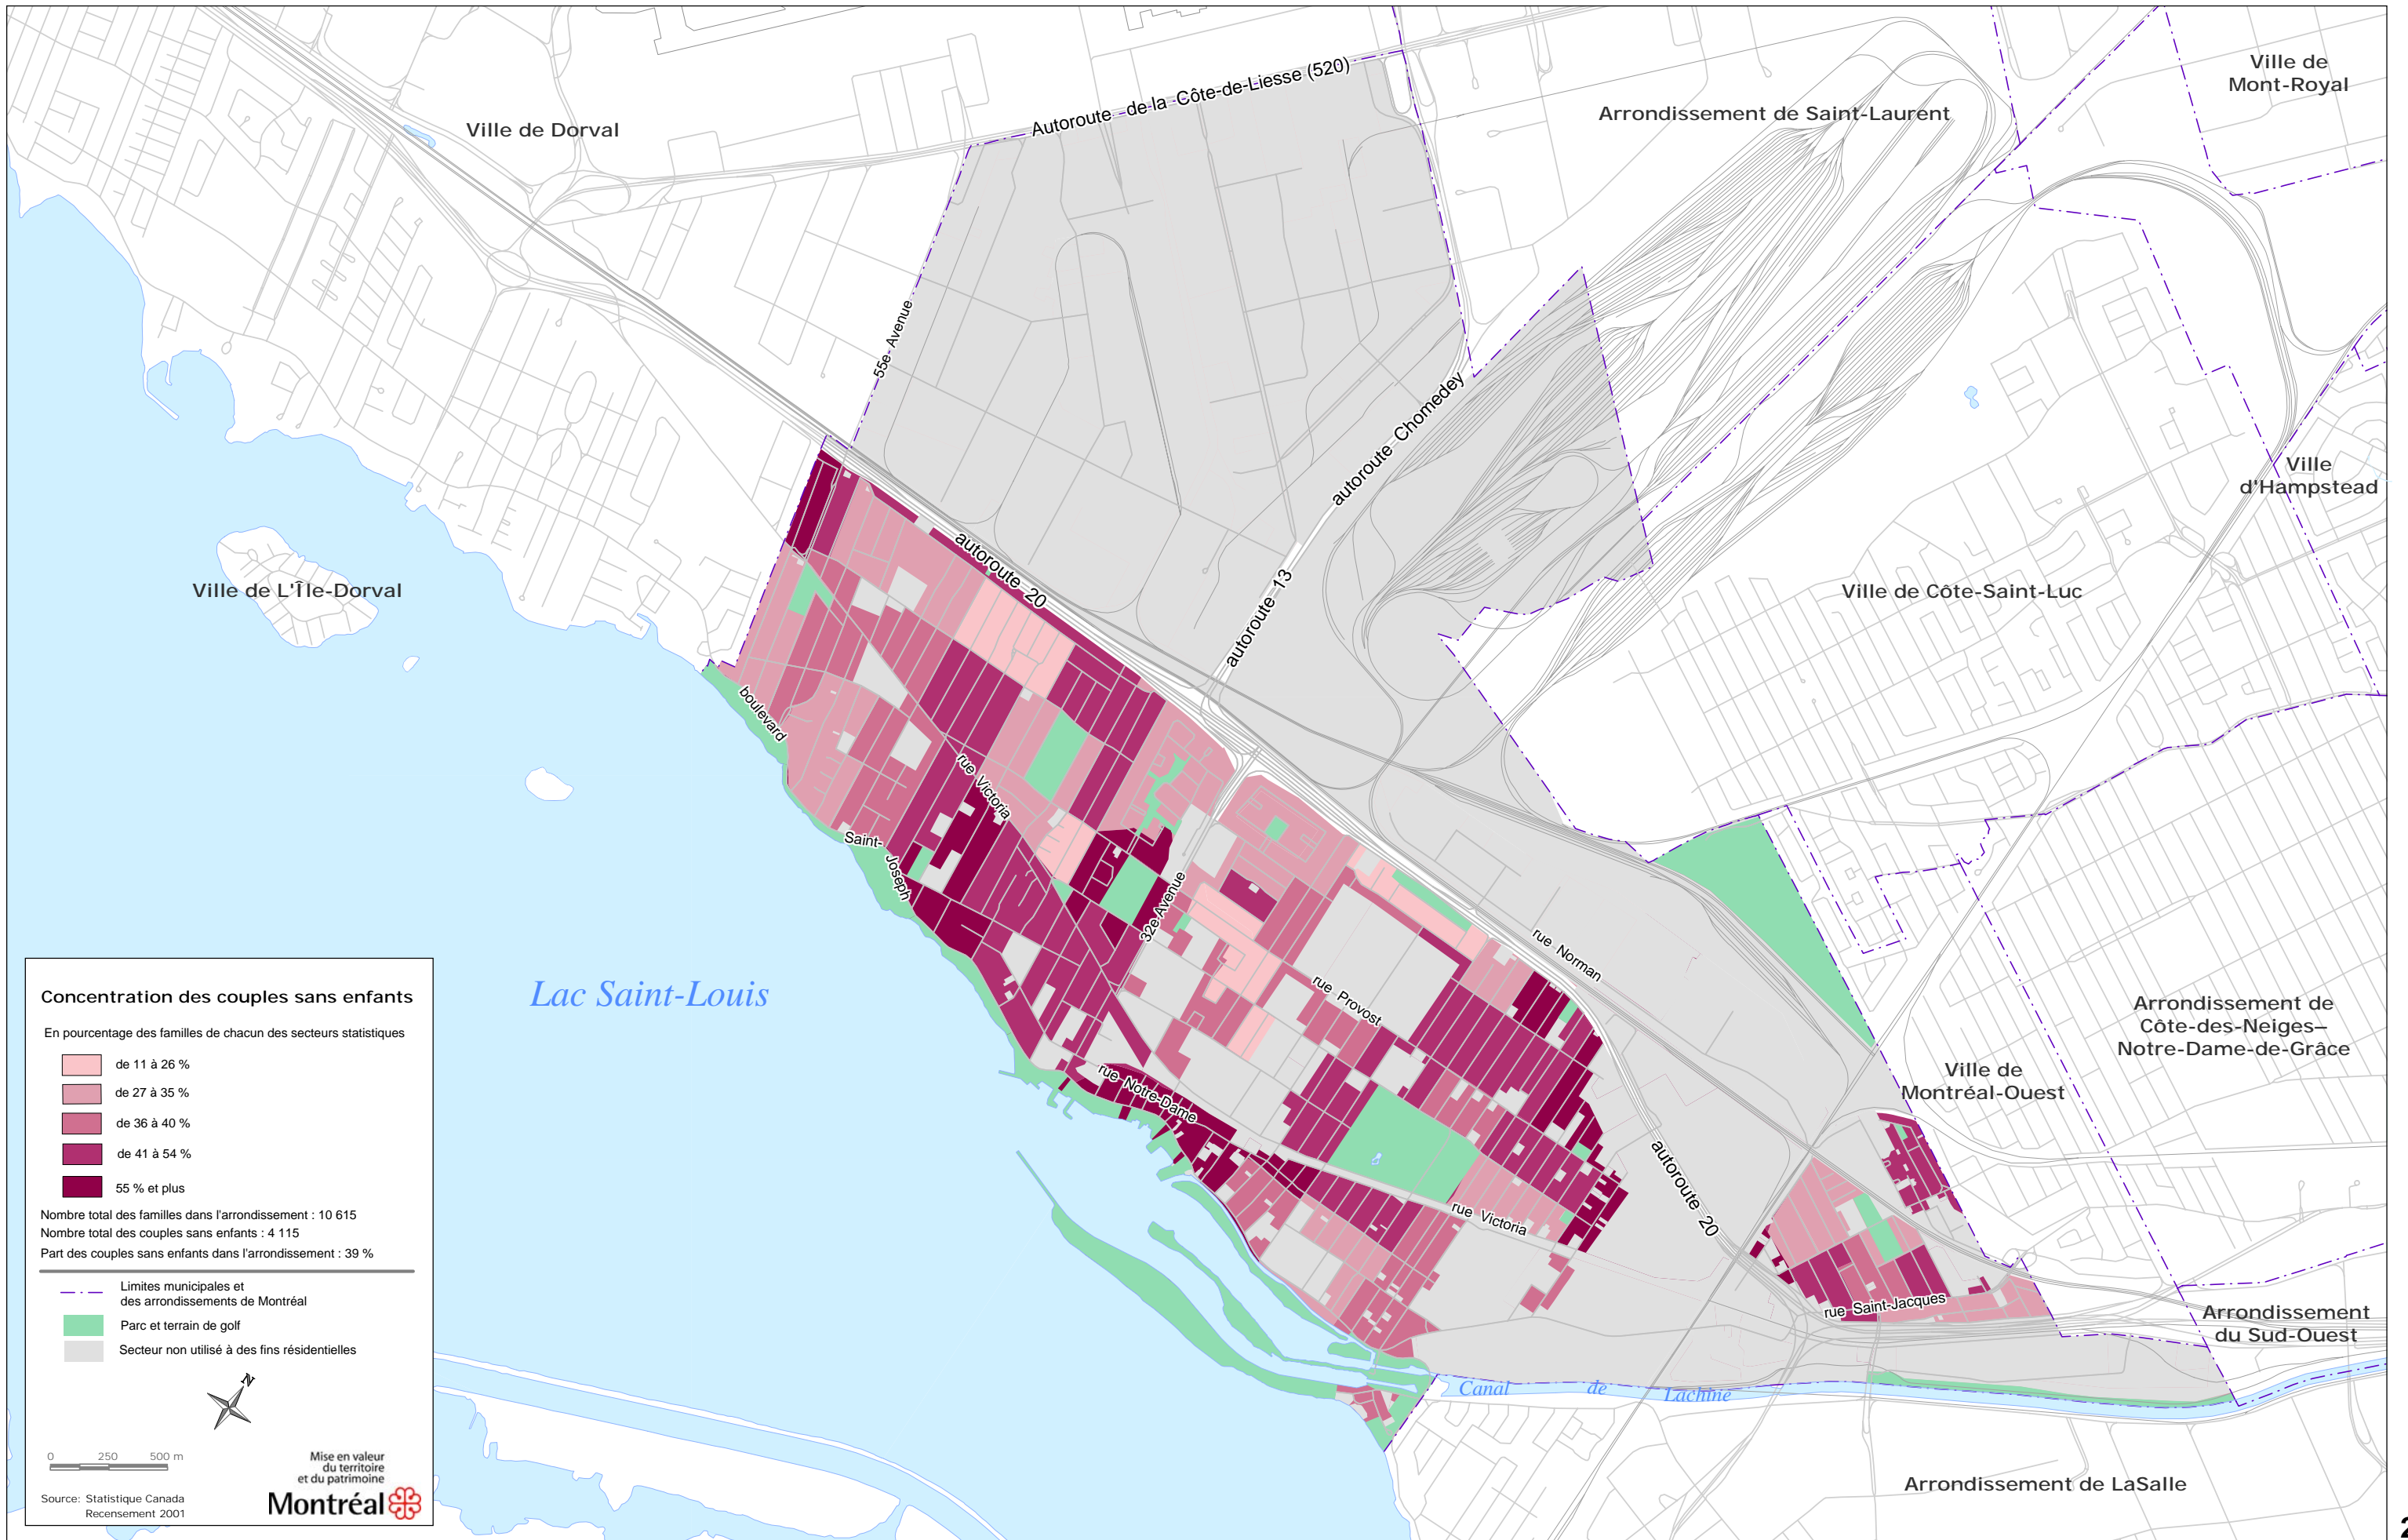 Ville de
Mont-Royal
Autoroute de la Côte-de-Liesse (520)
Arrondissement de Saint-Laurent
Ville de Dorval
55e Avenue
autoroute Chomedey
Ville
d'Hampstead
autoroute 20
Ville de L'Île-Dorval
autoroute 13
Ville de Côte-Saint-Luc
boulevard
rue Victoria
Saint-
Joseph
32e Avenue
rue Norman
Lac Saint-Louis
rue Provost
Arrondissement de
Côte-des-Neiges–
Notre-Dame-de-Grâce
Ville de
Montréal-Ouest
rue Notre-Dame
autoroute 20
rue Victoria
rue Saint-Jacques
Arrondissement
du Sud-Ouest
Canal de Lachine
Arrondissement de LaSalle
Concentration des couples sans enfants
En pourcentage des familles de chacun des secteurs statistiques
de 11 à 26 %
de 27 à 35 %
de 36 à 40 %
de 41 à 54 %
55 % et plus
Nombre total des familles dans l'arrondissement : 10 615
Nombre total des couples sans enfants : 4 115
Part des couples sans enfants dans l'arrondissement : 39 %
Limites municipales et
des arrondissements de Montréal
Parc et terrain de golf
Secteur non utilisé à des fins résidentielles
N
0 250 500 m
Mise en valeur
du territoire
et du patrimoine
Montréal
Source: Statistique Canada
Recensement 2001